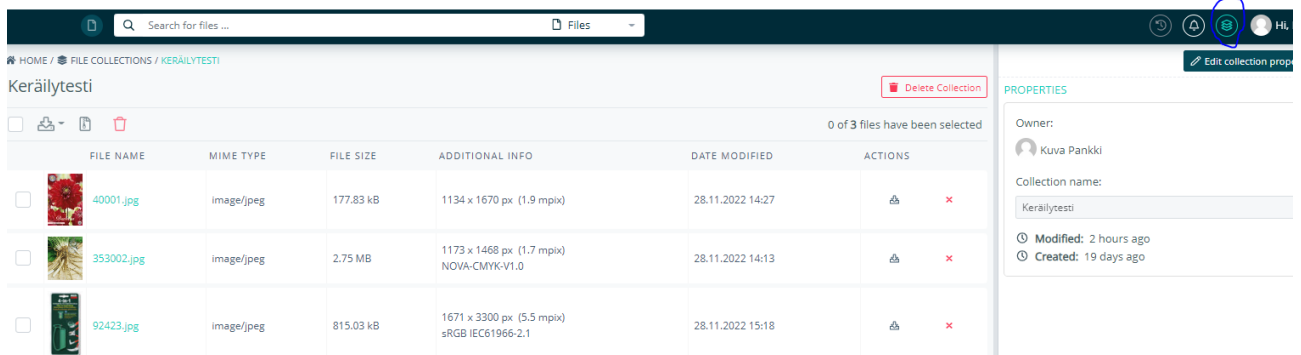 Search for files ...
Files
Hi,
HOME / FILE COLLECTIONS / KERÄILYTESTI
Edit collection prope
Keräilytesti
Delete Collection
PROPERTIES
0 of 3 files have been selected
Owner:
Kuva Pankki
FILE NAME MIME TYPE FILE SIZE ADDITIONAL INFO DATE MODIFIED ACTIONS
Collection name:
Keräilytesti
40001.jpg image/jpeg 177.83 kB 1134 x 1670 px (1.9 mpix) 28.11.2022 14:27
Modified: 2 hours ago
Created: 19 days ago
353002.jpg image/jpeg 2.75 MB 1173 x 1468 px (1.7 mpix) 28.11.2022 14:13
NOVA-CMYK-V1.0
92423.jpg image/jpeg 815.03 kB 1671 x 3300 px (5.5 mpix) 28.11.2022 15:18
sRGB IEC61966-2.1